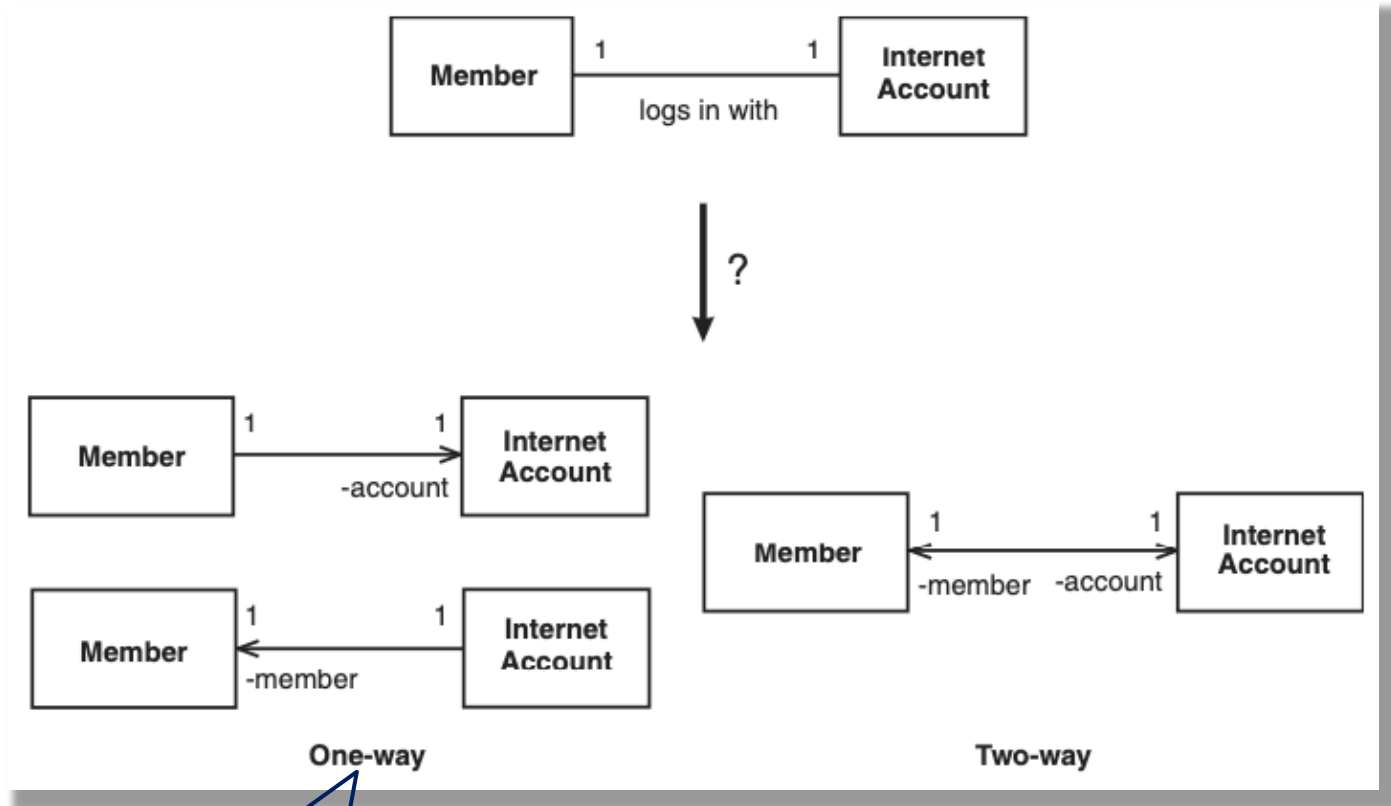 1
1
Member
Internet
Account
logs in with
?
1
1
Member
Internet
Account
-account
1
1
Member
Internet
Account
-member
One-way
1
1
Member
Internet
Account
-member
-account
Two-way